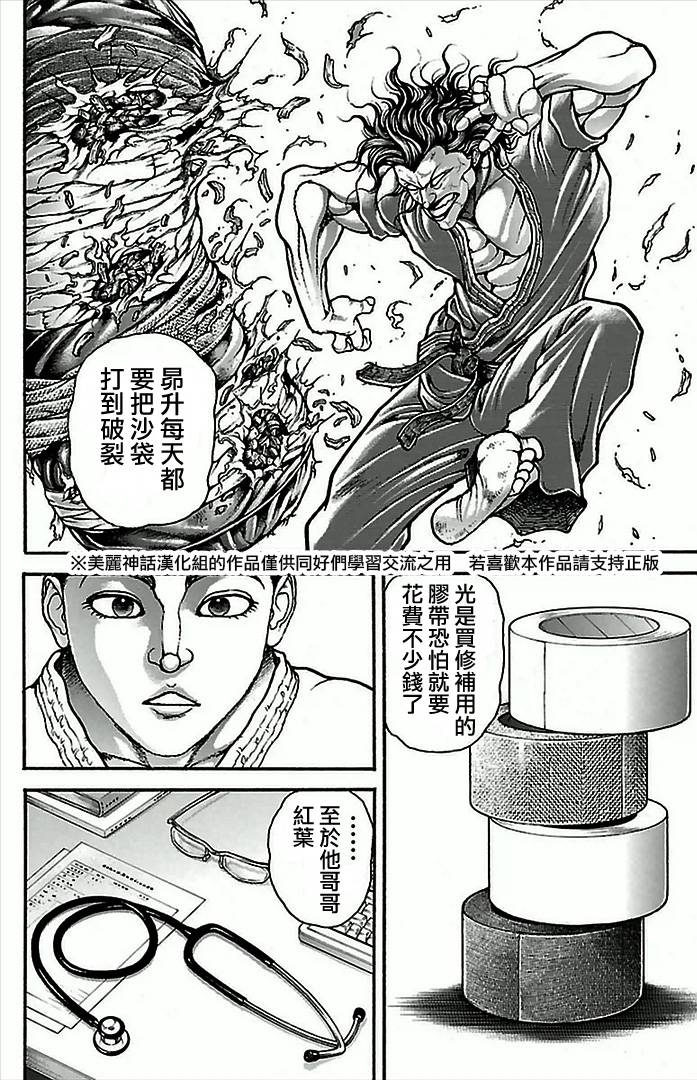 昴升每天都
要把沙袋
打到破裂
※美麗神話漢化組的作品僅供同好們學習交流之用 若喜歡本作品請支持正版
光是買修補用的
膠帶恐怕就要
花費不少錢了
……
至於他哥哥
紅葉